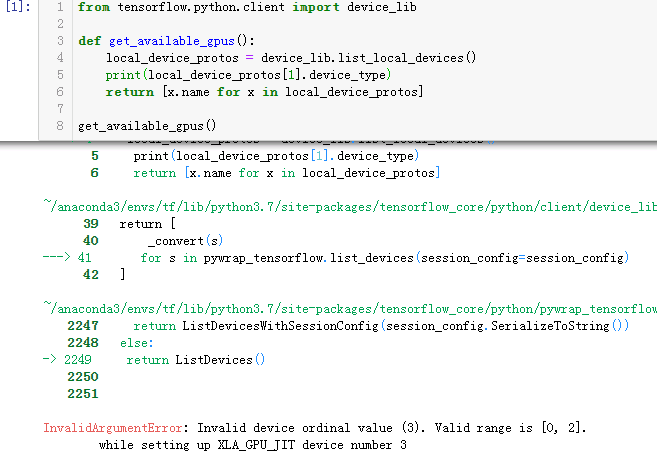 [1]:
1 from tensorflow.python.client import device_lib
2
3 def get_available_gpus():
4 local_device_protos = device_lib.list_local_devices()
5 print(local_device_protos[1].device_type)
6 return [x.name for x in local_device_protos]
7
8 get_available_gpus()
5 print(local_device_protos[1].device_type)
6 return [x.name for x in local_device_protos]
~/anaconda3/envs/tf/lib/python3.7/site-packages/tensorflow_core/python/client/device_lib
39 return [
40 _convert(s)
---> 41 for s in pywrap_tensorflow.list_devices(session_config=session_config)
42 ]
~/anaconda3/envs/tf/lib/python3.7/site-packages/tensorflow_core/python/pywrap_tensorflow
2247 return ListDevicesWithSessionConfig(session_config.SerializeToString())
2248 else:
-> 2249 return ListDevices()
2250
2251
InvalidArgumentError: Invalid device ordinal value (3). Valid range is [0, 2].
while setting up XLA_GPU_JIT device number 3